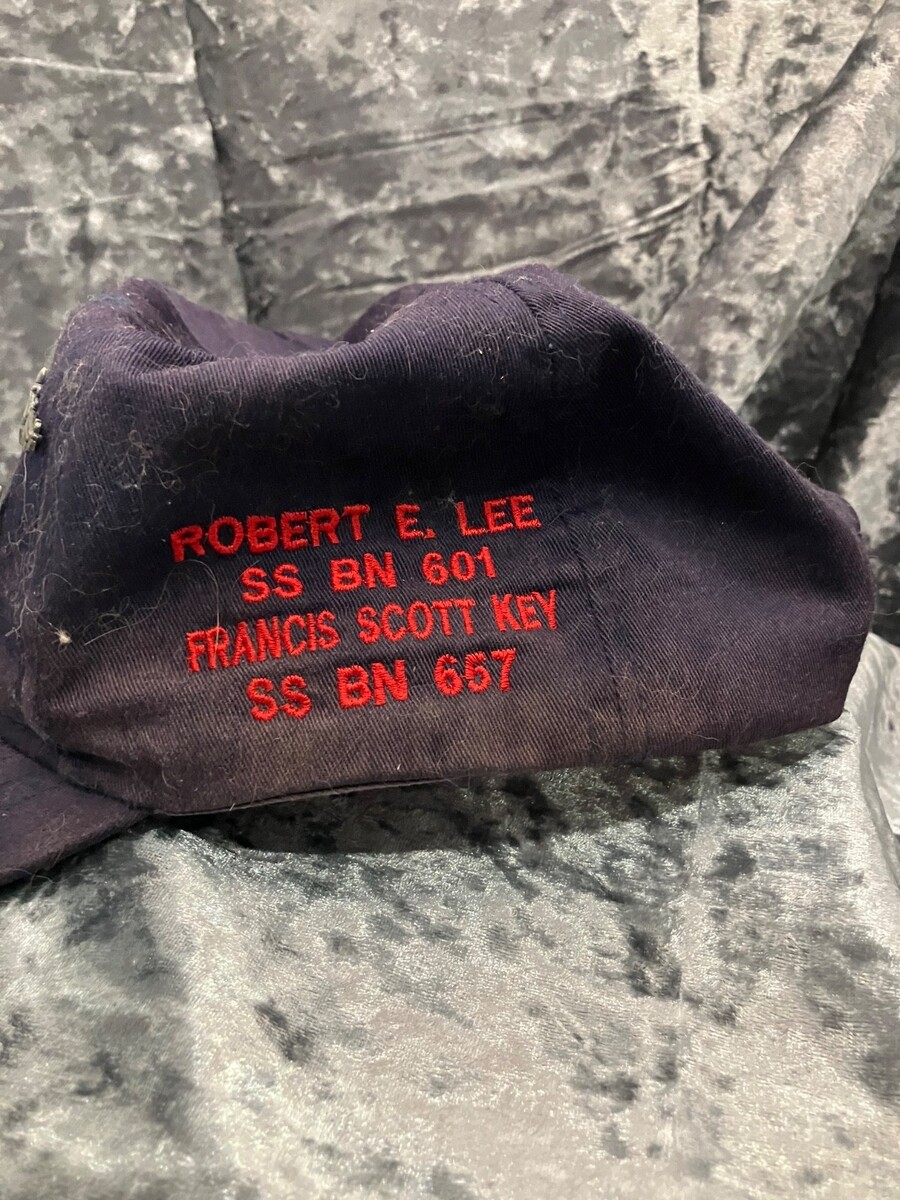 ROBERT E. LEE
SS BN 601
FRANCIS SCOTT KEY
SS BN 657